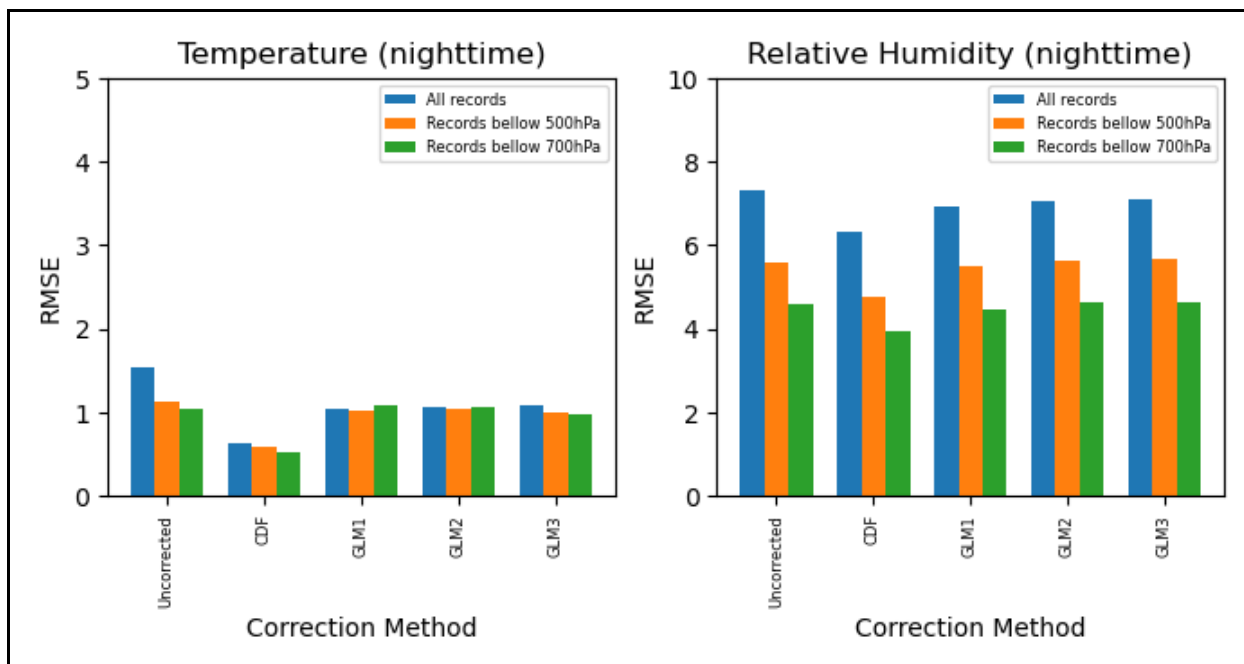 Temperature (nighttime)
5
4
3
2
1
0
RMSE
All records
Records bellow 500hPa
Records bellow 700hPa
Uncorrected
CDF
GLM1
GLM2
GLM3
Correction Method
Relative Humidity (nighttime)
10
8
6
4
2
0
RMSE
All records
Records bellow 500hPa
Records bellow 700hPa
Uncorrected
CDF
GLM1
GLM2
GLM3
Correction Method